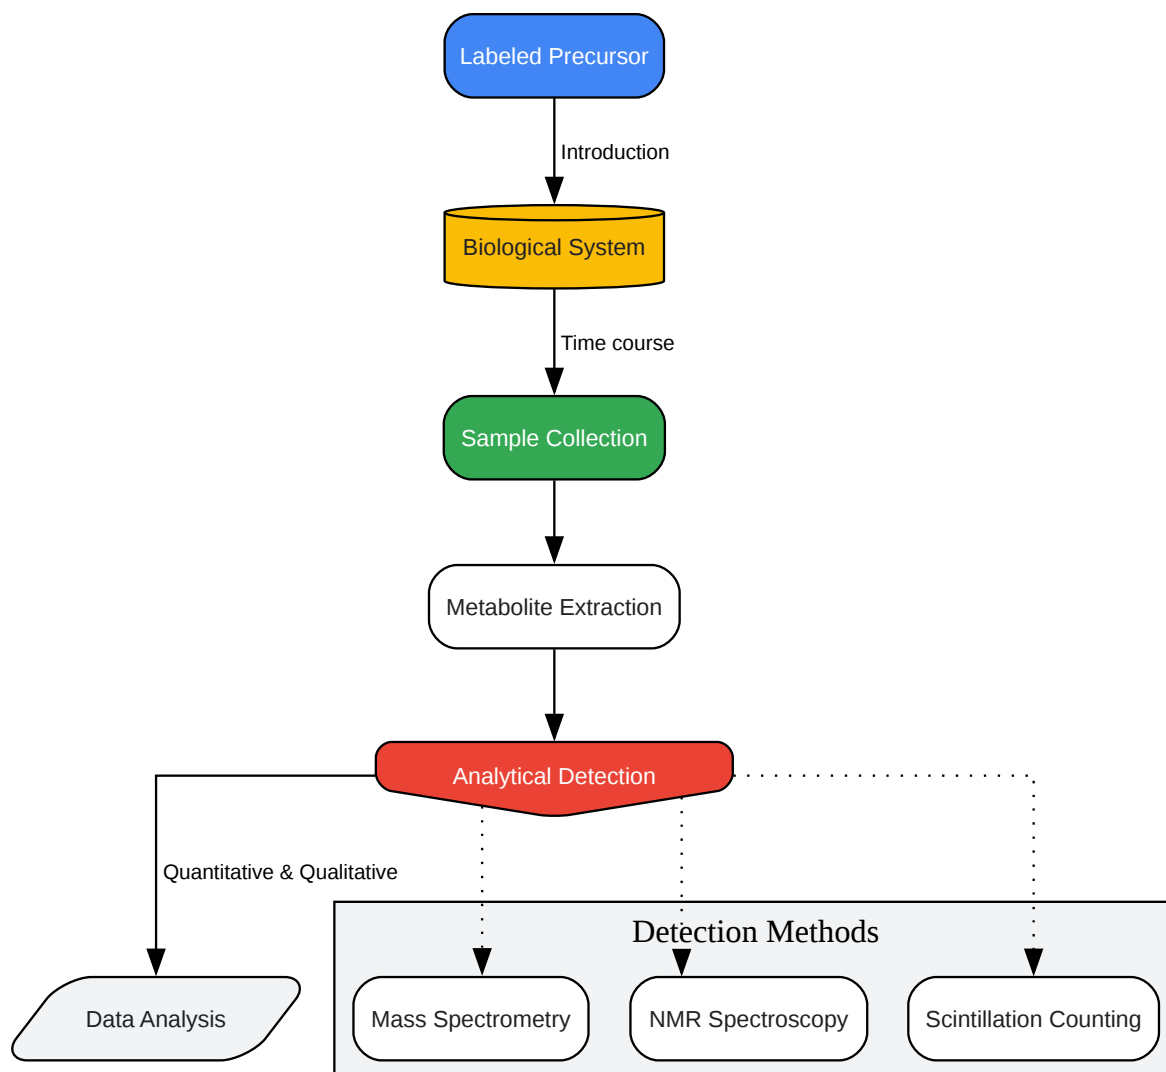 Labeled Precursor
Introduction
Biological System
Time course
Sample Collection
Metabolite Extraction
Analytical Detection
Quantitative & Qualitative
Detection Methods
Data Analysis
Mass Spectrometry
NMR Spectroscopy
Scintillation Counting